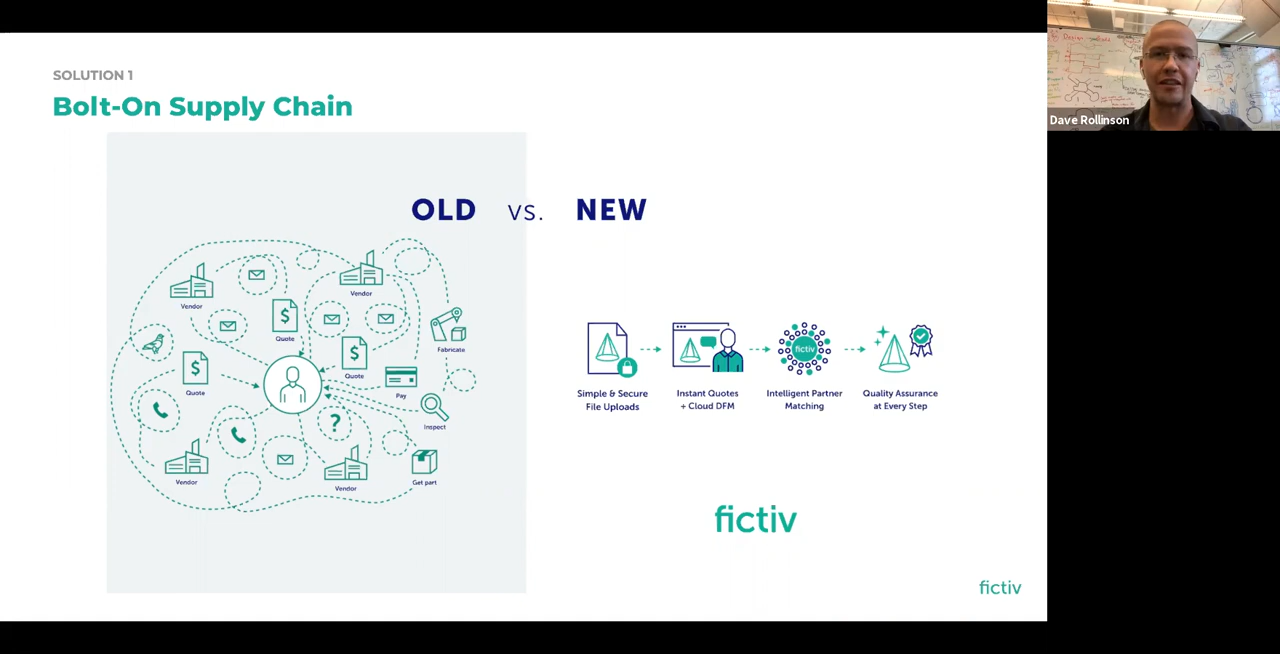 SOLUTION 1
Bolt-On Supply Chain
OLD vs. NEW
Vendor
Vendor
Quote
$
Fabricate
Quote
$
Quote
$
Pay
?
Inspect
Vendor
Vendor
Get part
Simple & Secure
File Uploads
Instant Quotes
+ Cloud DFM
fictiv
Intelligent Partner
Matching
Quality Assurance
at Every Step
fictiv
fictiv
Dave Rollinson